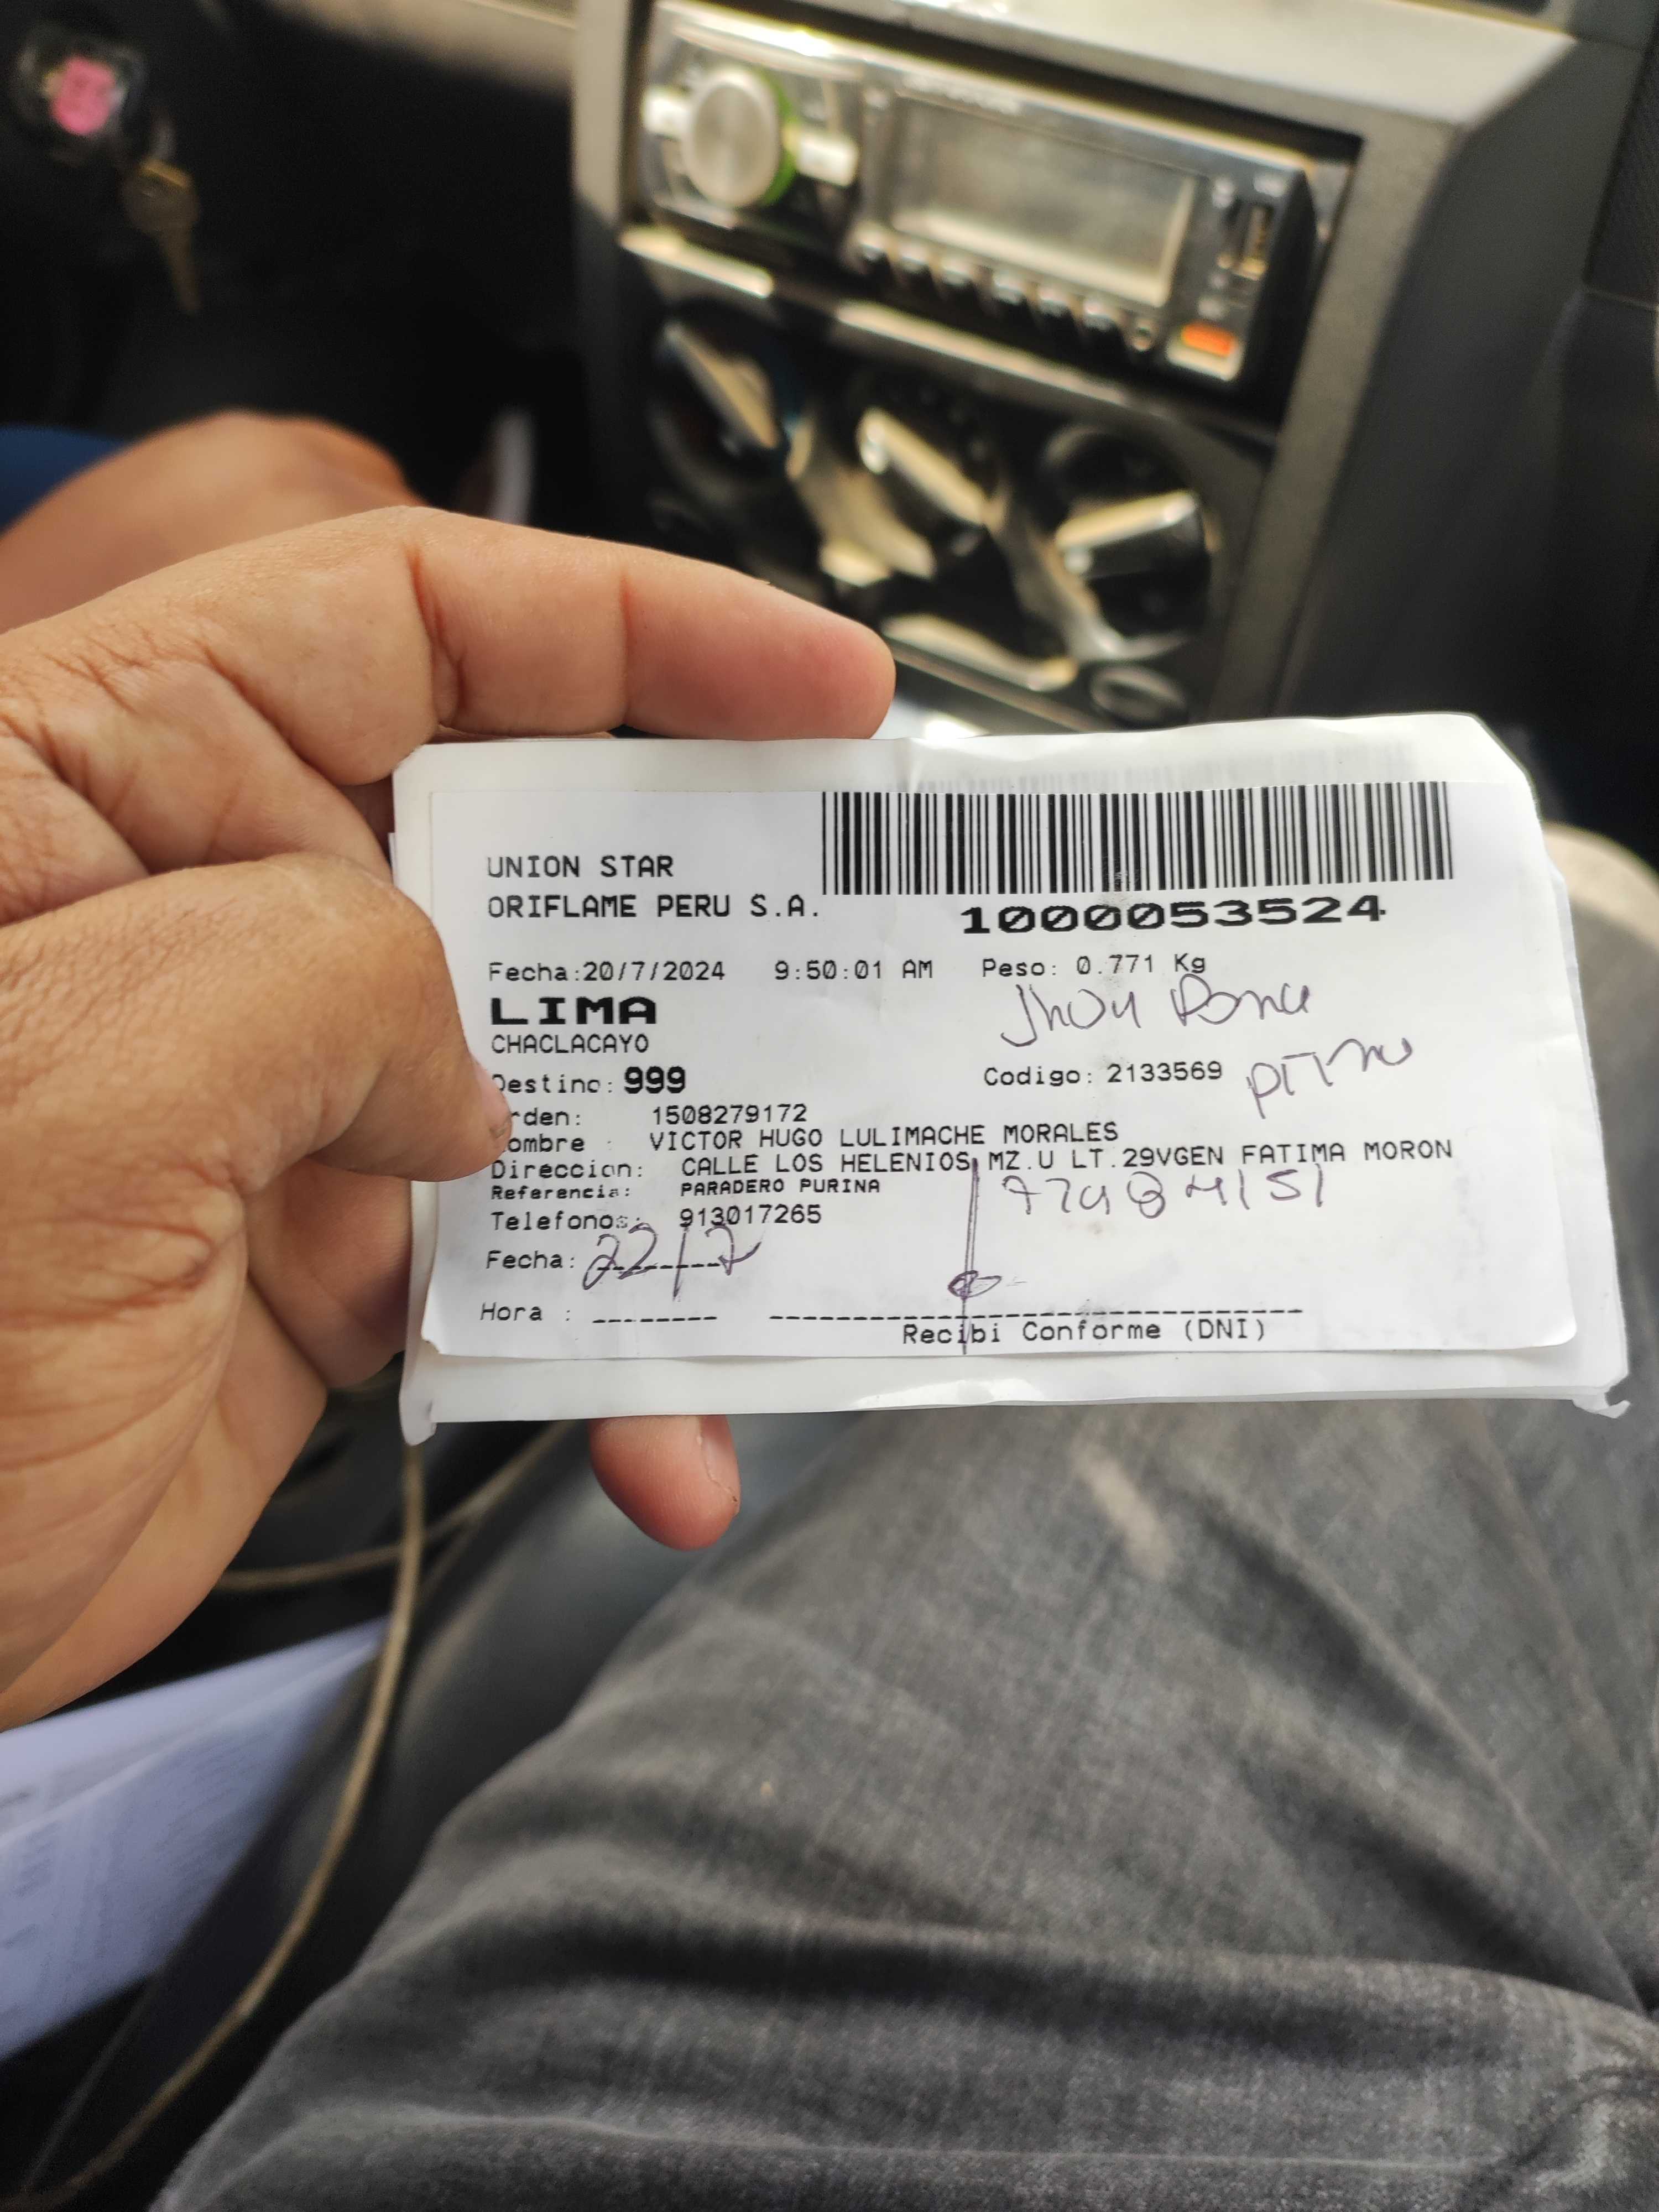 UNION STAR
ORIFLAME PERU S.A.
1000053524
Fecha:20/7/2024 9:50:01 AM Peso: 0.771 Kg
LIMA
Jhon
CHACLACAYO
Destino: 999 Codigo: 2133569
rden: 1508279172
ombre : VICTOR HUGO LULIMACHE MORALES
Direccion: CALLE LOS HELENIOS MZ.U LT.29VGEN FATIMA MORON
Referencia: PARADERO PURINA
Telefonos: 913017265
Fecha: 22/7
Hora : --------
Recibi Conforme (DNI)